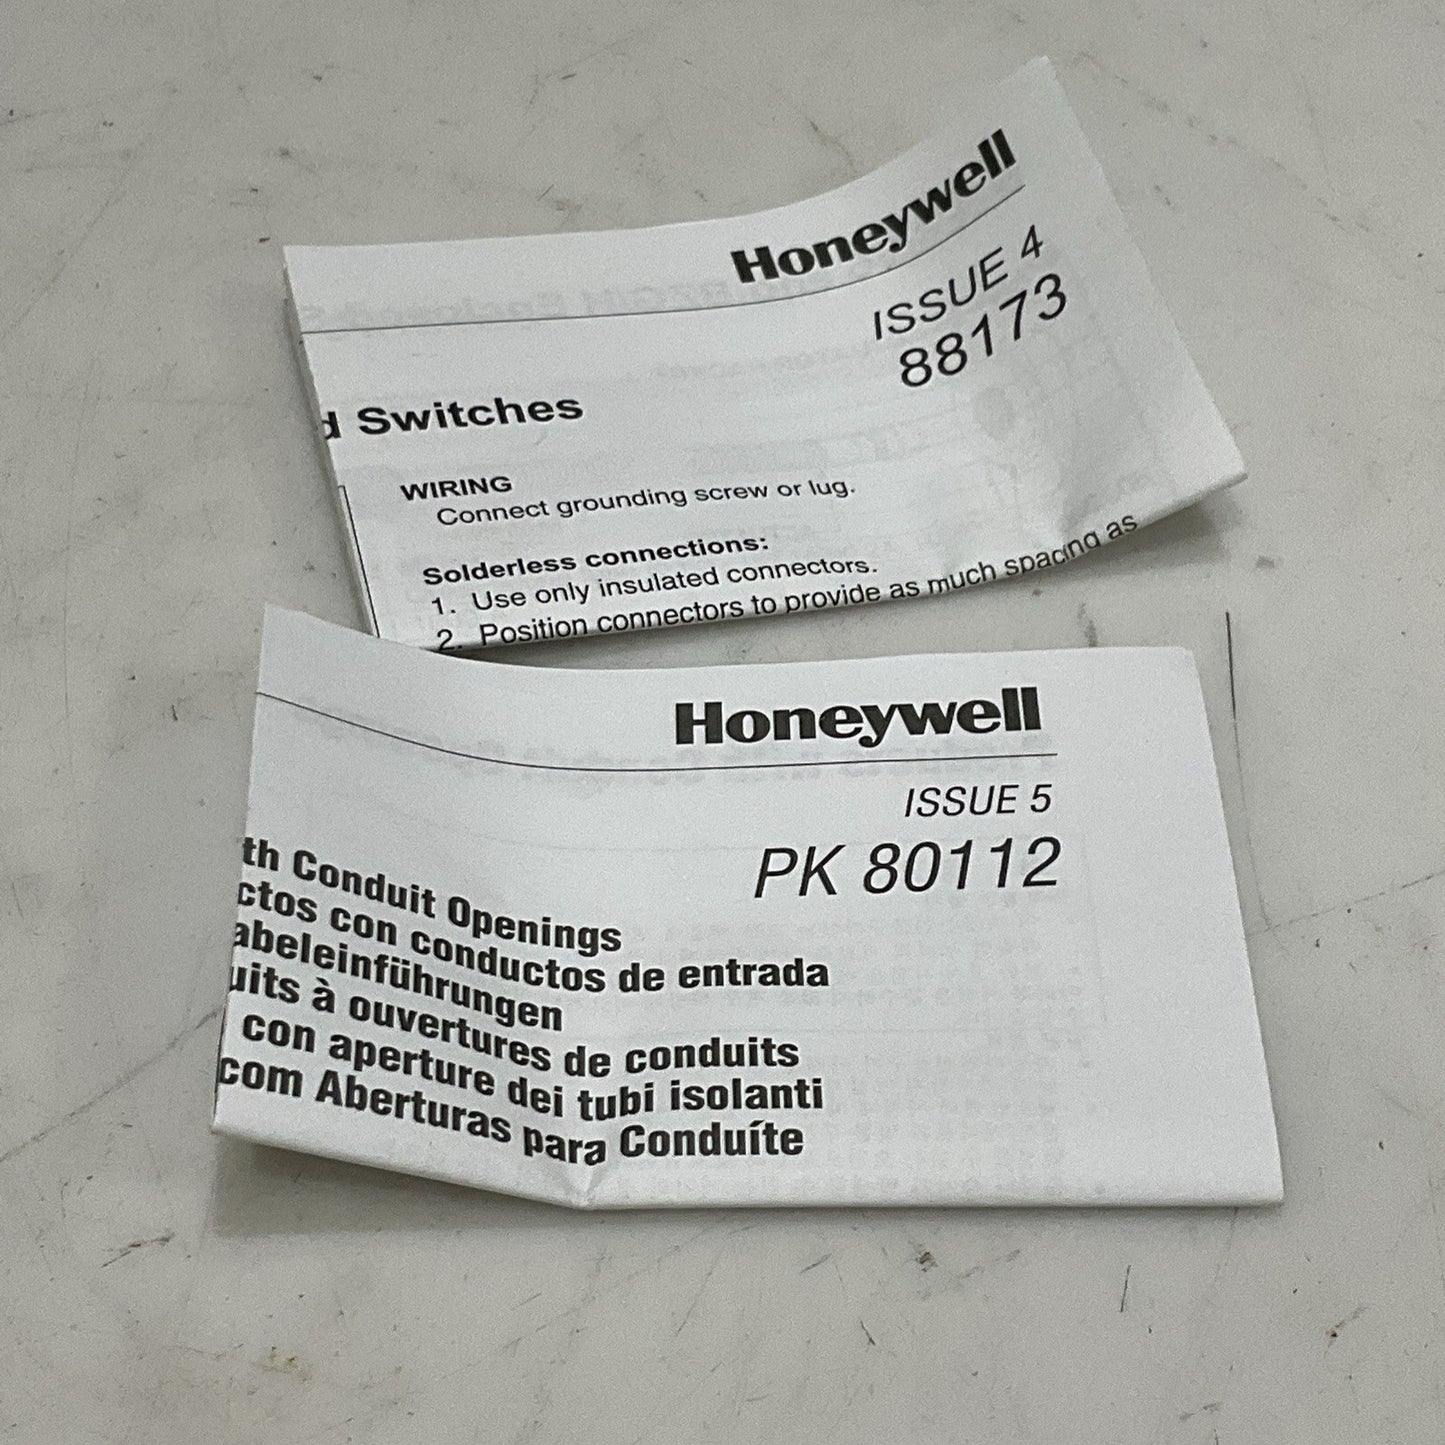 Honeywell
ISSUE 4
88173
d Switches
WIRING
Connect grounding screw or lug.
Solderless connections:
1. Use only insulated connectors.
2. Position connectors to provide as much spacing as
Honeywell
ISSUE 5
PK 80112
th Conduit Openings
ctos con conductos de entrada
abeleinführungen
uits à ouvertures de conduits
con aperture dei tubi isolanti
com Aberturas para Conduíte